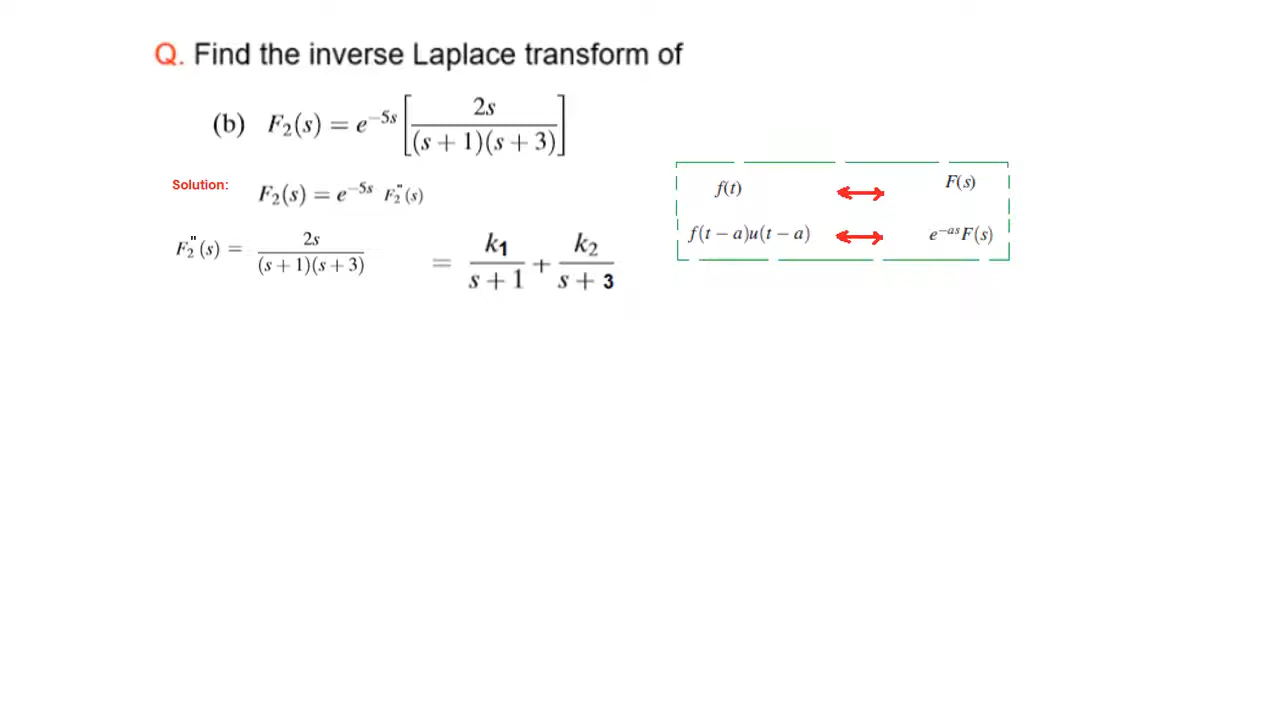 Q. Find the inverse Laplace transform of
(b) F₂(s) = e⁻⁵ˢ [2s / (s + 1)(s + 3)]
Solution: F₂(s) = e⁻⁵ˢ F₂"(s)
f(t) ↔ F(s)
f(t − a)u(t − a) ↔ e⁻ᵃˢF(s)
F₂"(s) = 2s / (s + 1)(s + 3) = k₁ / s + 1 + k₂ / s + 3